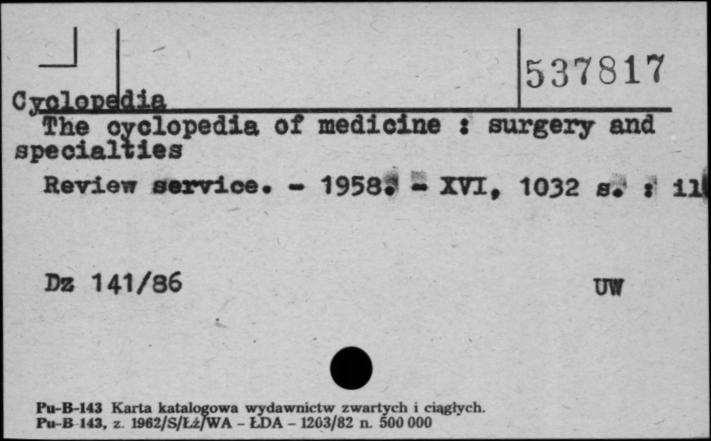 537817
Cyclopedia
The cyclopedia of medicine : surgery and
specialties
Review service. - 1958. - XVI, 1032 s. : il
Dz 141/86 UW
Pu-B-143 Karta katalogowa wydawnictw zwartych i ciągłych.
Pu-B 143, z. 1962/S/Łż/WA - ŁDA - 1203/82 n. 500 000